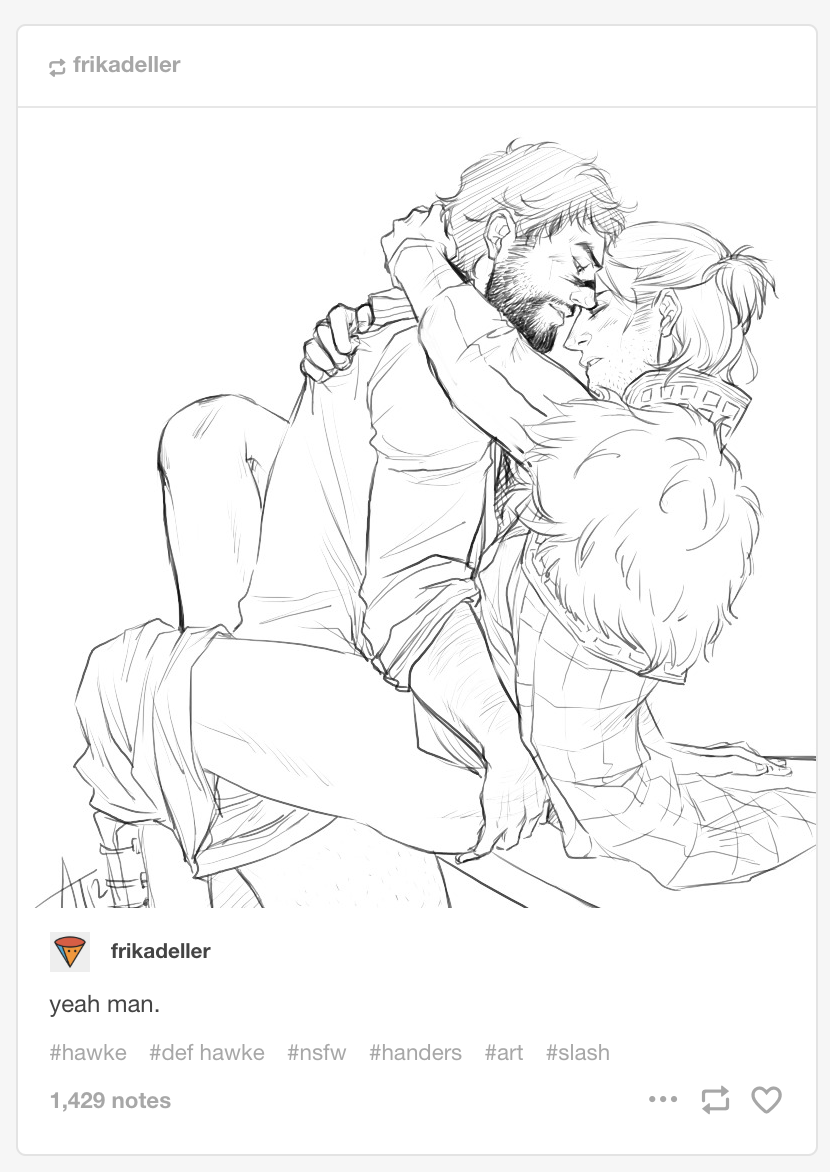 frikadeller
frikadeller
yeah man.
#hawke #def hawke #nsfw #handers #art #slash
1,429 notes